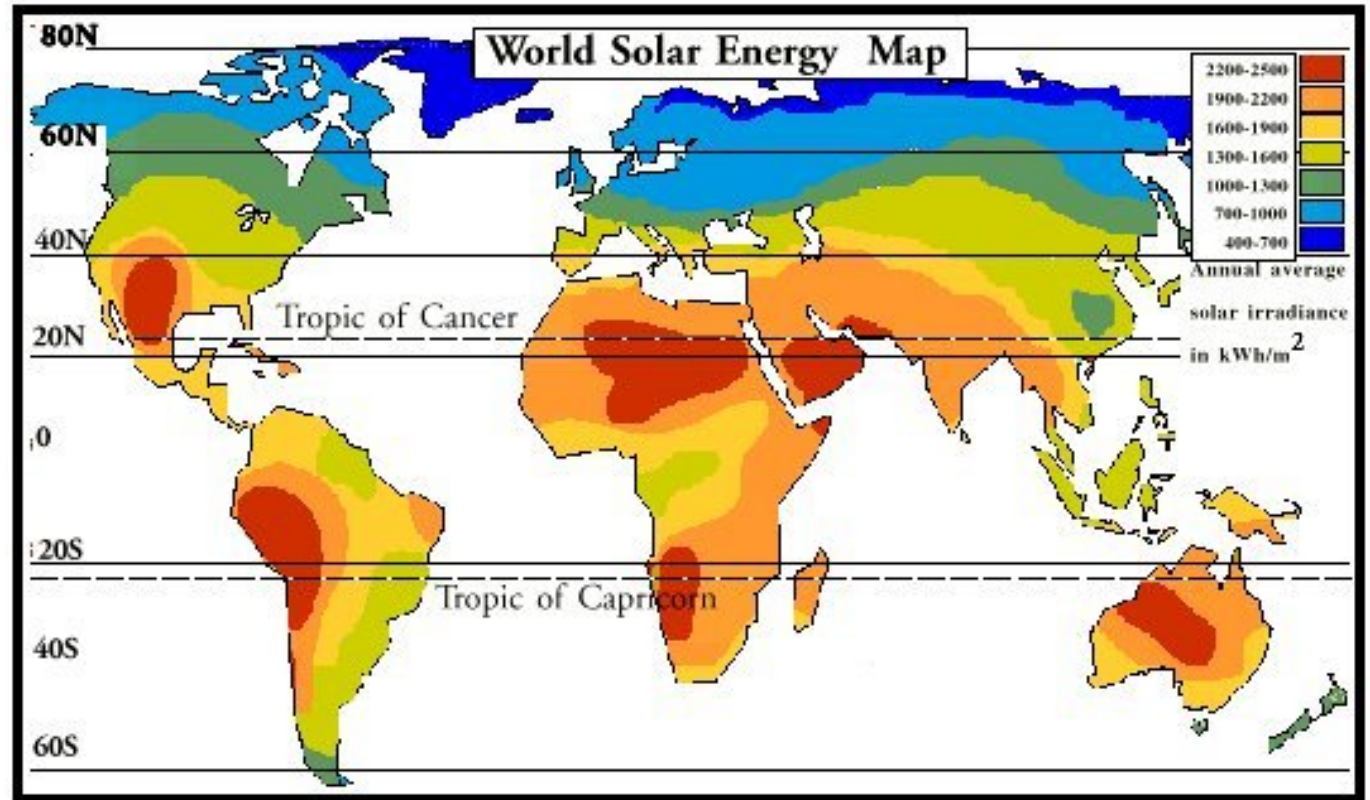 World Solar Energy Map
80N
60N
40N
20N
0
20S
40S
60S
Tropic of Cancer
Tropic of Capricorn
2200-2500
1900-2200
1600-1900
1300-1600
1000-1300
700-1000
400-700
Annual average
solar irradiance
in kWh/m²